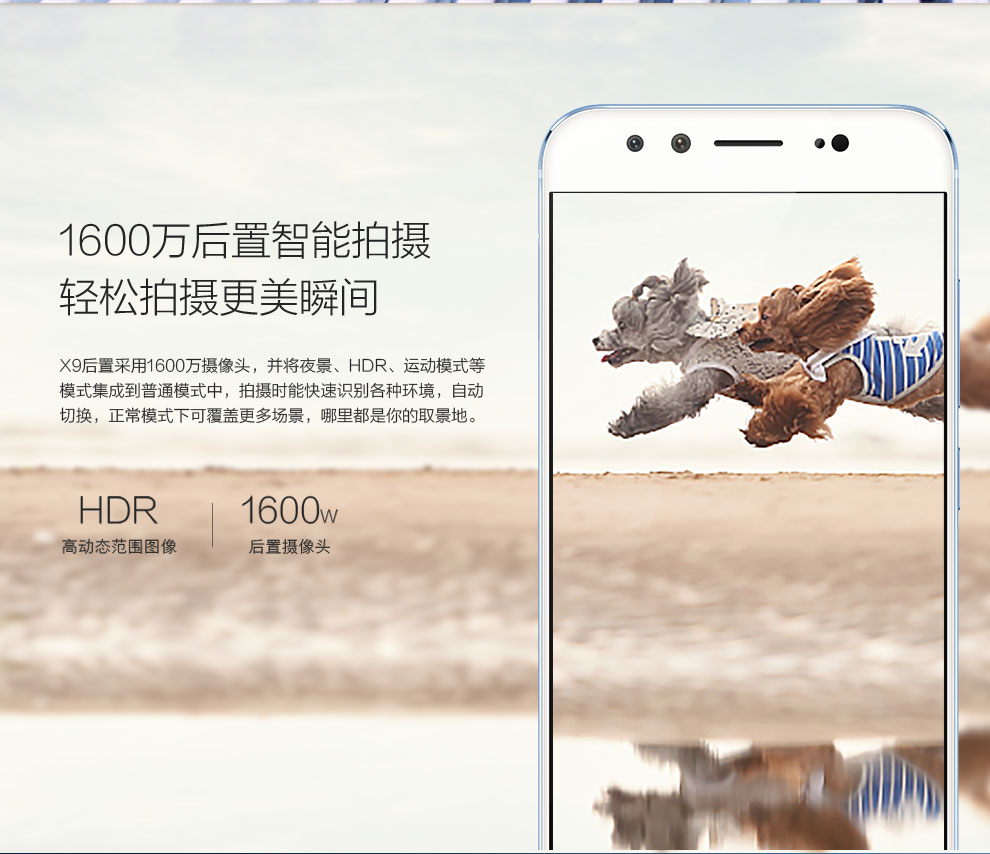 1600万后置智能拍摄
轻松拍摄更美瞬间
X9后置采用1600万摄像头，并将夜景、HDR、运动模式等
模式集成到普通模式中，拍摄时能快速识别各种环境，自动
切换，正常模式下可覆盖更多场景，哪里都是你的取景地。
HDR
高动态范围图像
1600W
后置摄像头